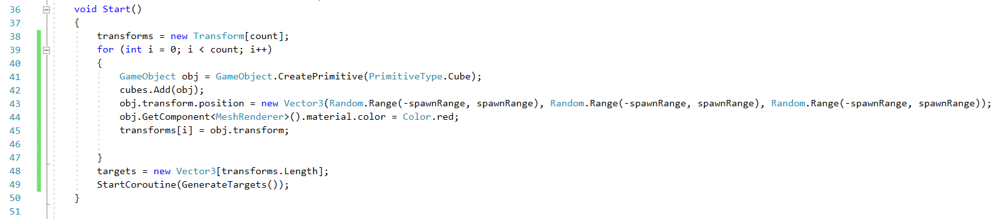 36 void Start()
37 {
38 transforms = new Transform[count];
39 for (int i = 0; i < count; i++)
40 {
41 GameObject obj = GameObject.CreatePrimitive(PrimitiveType.Cube);
42 cubes.Add(obj);
43 obj.transform.position = new Vector3(Random.Range(-spawnRange, spawnRange), Random.Range(-spawnRange, spawnRange), Random.Range(-spawnRange, spawnRange));
44 obj.GetComponent<MeshRenderer>().material.color = Color.red;
45 transforms[i] = obj.transform;
46
47 }
48 targets = new Vector3[transforms.Length];
49 StartCoroutine(GenerateTargets());
50 }
51